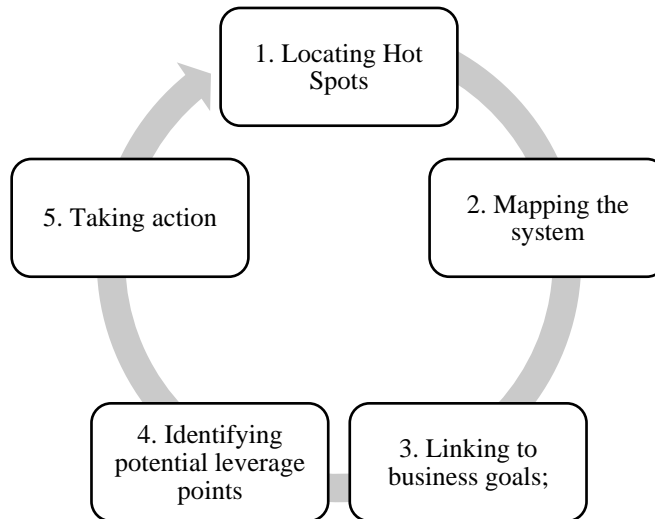 1. Locating Hot
Spots
2. Mapping the
system
3. Linking to
business goals;
4. Identifying
potential leverage
points
5. Taking action